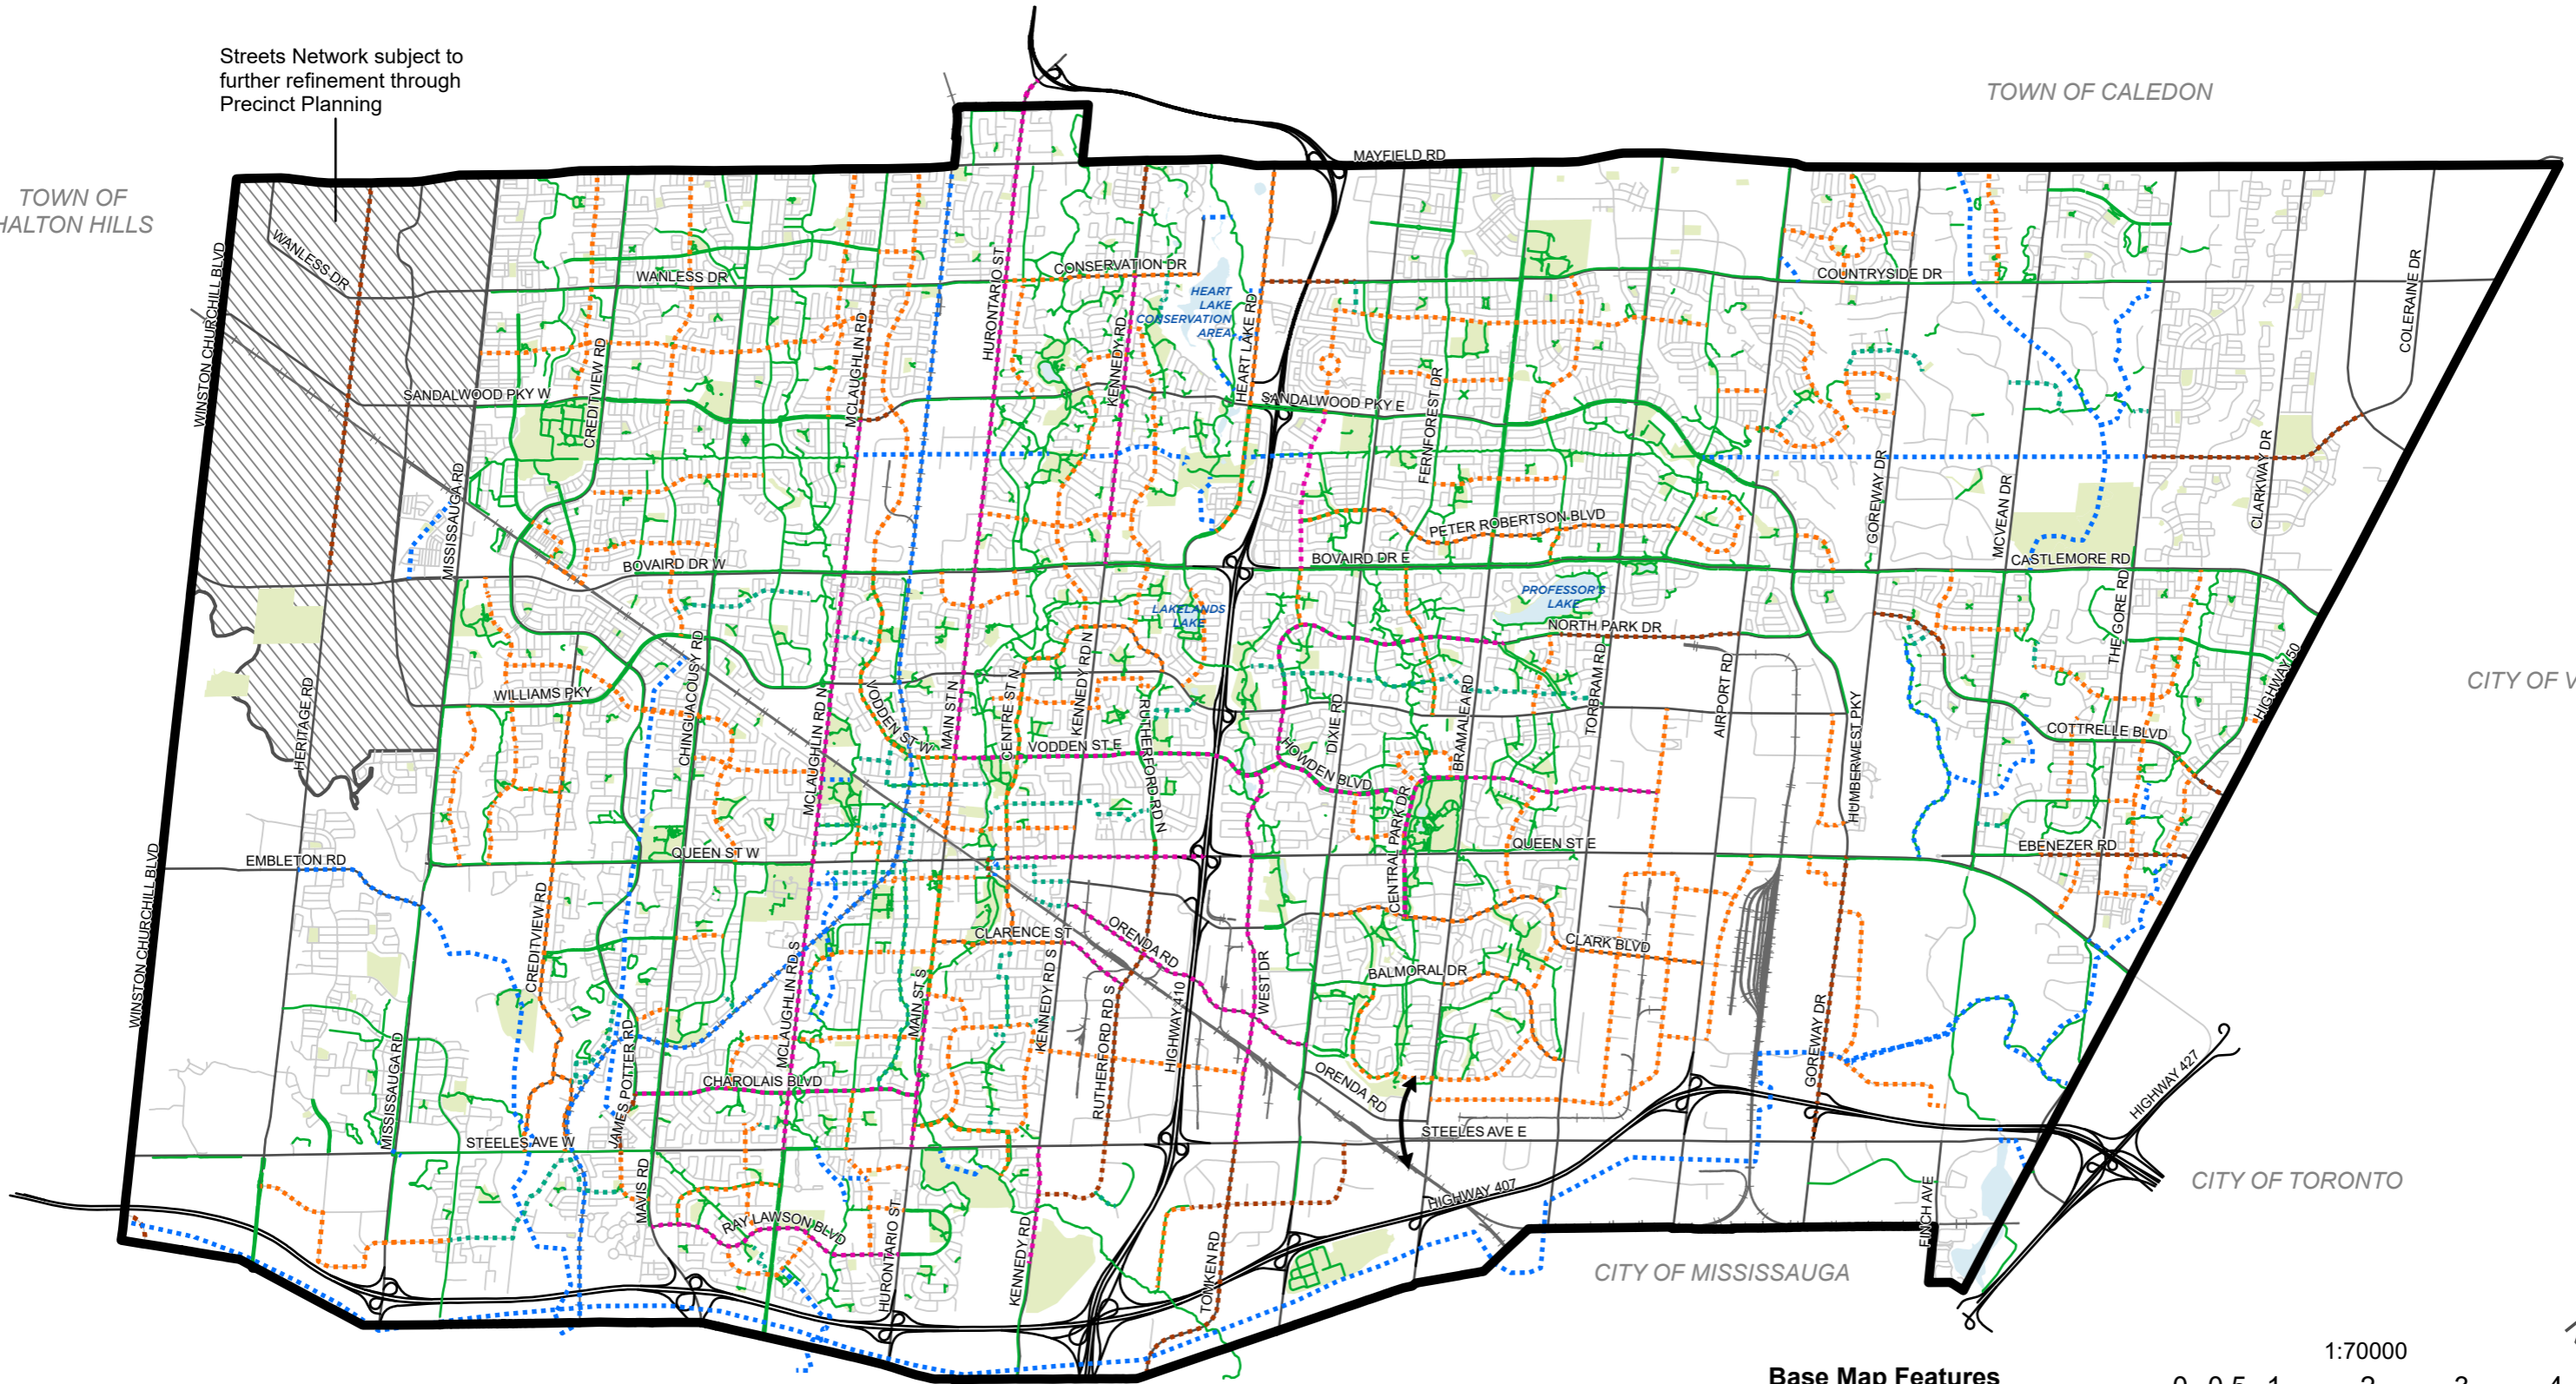 Streets Network subject to
further refinement through
Precinct Planning
TOWN OF CALEDON
TOWN OF
HALTON HILLS
MAYFIELD RD
WANLESS DR
WANLESS DR
CONSERVATION DR
COUNTRYSIDE DR
HURONTARIO ST
HEART
LAKE
CONSERVATION
AREA
WINSTON CHURCHILL BLVD
CREDITVIEW RD
MCLAUGHLIN RD
KENNEDY RD
HEART LAKE RD
COLERAINE DR
SANDALWOOD PKY W
SANDALWOOD PKY E
FERNFOREST DR
MISSISSAUGA RD
GOREWAY DR
MCVEAN DR
CLARKWAY DR
PETER ROBERTSON BLVD
BOVAIRD DR W
BOVAIRD DR E
CASTLEMORE RD
PROFESSOR'S
LAKE
LAKELANDS
LAKE
NORTH PARK DR
THE GORE RD
HERITAGE RD
WILLIAMS PKY
CHINGUACOUSY RD
MCLAUGHLIN RD N
VODDEN ST W
MAIN ST N
CENTRE ST N
KENNEDY RD N
RUTHERFORD RD N
VODDEN ST E
HOWDEN BLVD
DIXIE RD
BRAMALEA RD
TORBRAM RD
AIRPORT RD
HUMBERWEST PKY
COTTRELLE BLVD
HIGHWAY 50
CITY OF V
EMBLETON RD
QUEEN ST W
CENTRAL PARK DR
QUEEN ST E
EBENEZER RD
WINSTON CHURCHILL BLVD
CREDITVIEW RD
MCLAUGHLIN RD S
MAIN ST S
CLARENCE ST
ORENDA RD
KENNEDY RD S
RUTHERFORD RD S
HIGHWAY 410
WEST DR
CLARK BLVD
BALMORAL DR
GOREWAY DR
MISSISSAUGA RD
JAMES POTTER RD
CHAROLAIS BLVD
ORENDA RD
HIGHWAY 427
STEELES AVE W
STEELES AVE E
MAVIS RD
RAY LAWSON BLVD
HURONTARIO ST
KENNEDY RD
TOMKEN RD
HIGHWAY 407
FINCH AVE
CITY OF TORONTO
CITY OF MISSISSAUGA
1:70000
Base Map Features
0 0.5 1 2 3 4